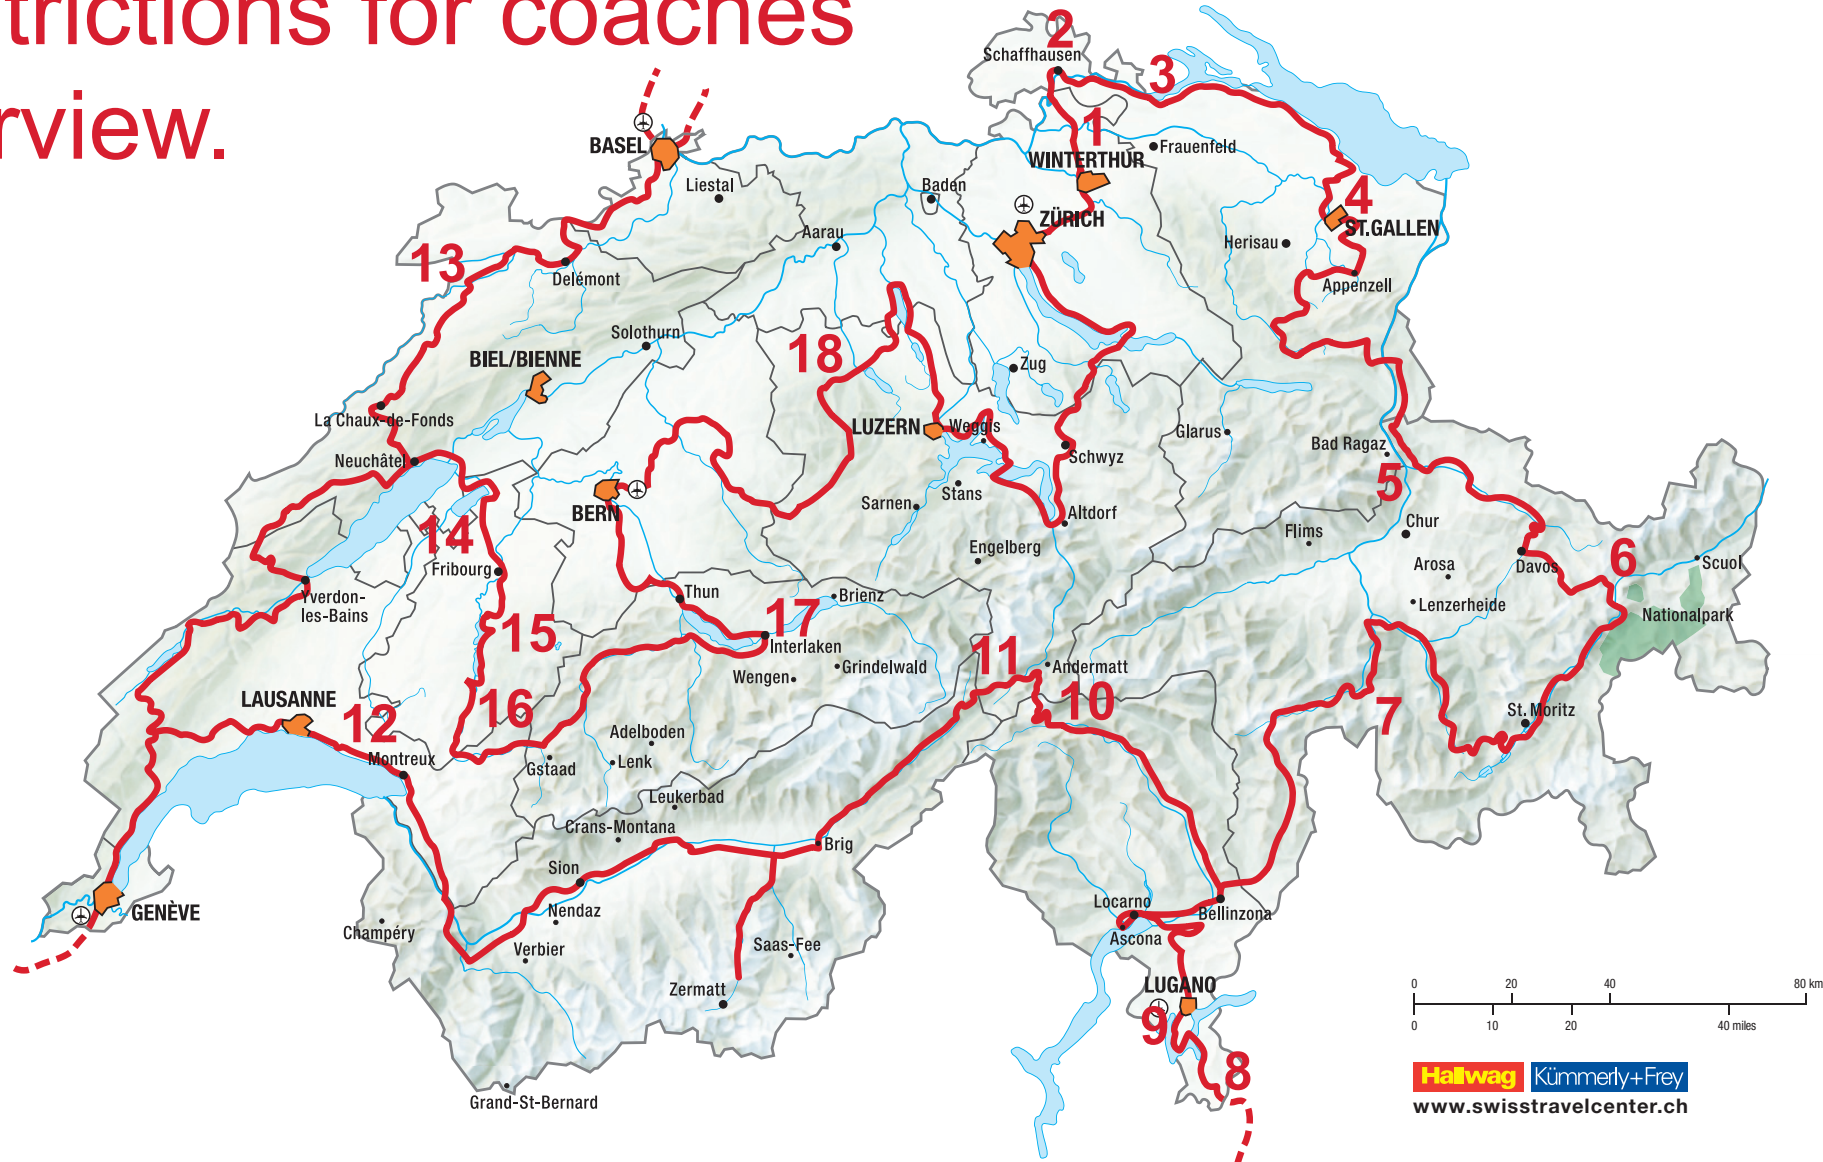 trictions for coaches
rview.
2
Schaffhausen
3
1
BASEL
WINTERTHUR
Frauenfeld
Liestal
Baden
4
ZÜRICH
ST.GALLEN
Aarau
Herisau
13
Delémont
Appenzell
Solothurn
18
BIEL/BIENNE
Zug
La Chaux-de-Fonds
LUZERN
Weggis
Glarus
Bad Ragaz
Neuchâtel
Schwyz
5
Stans
Sarnen
BERN
Altdorf
Chur
14
Flims
Engelberg
6
Fribourg
Arosa
Davos
Scuol
Thun
Brienz
Yverdon-
les-Bains
17
Lenzerheide
Nationalpark
15
Interlaken
11
Andermatt
Grindelwald
Wengen
LAUSANNE
16
10
7
St. Moritz
12
Adelboden
Montreux
Gstaad
Lenk
Leukerbad
Crans-Montana
Brig
Sion
Locarno
Bellinzona
GENÈVE
Nendaz
Champéry
Verbier
Saas-Fee
Ascona
Zermatt
LUGANO
0 20 40 80 km
0 10 20 40 miles
9
8
Hallwag Kümmerly+Frey
Grand-St-Bernard
www.swisstravelcenter.ch